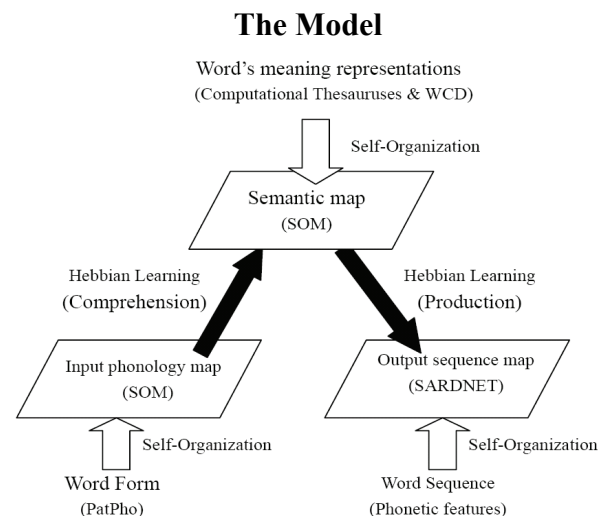 The Model
Word's meaning representations
(Computational Thesauruses & WCD)
Self-Organization
Semantic map
(SOM)
Hebbian Learning
(Comprehension)
Hebbian Learning
(Production)
Input phonology map
(SOM)
Output sequence map
(SARDNET)
Self-Organization
Self-Organization
Word Form
(PatPho)
Word Sequence
(Phonetic features)